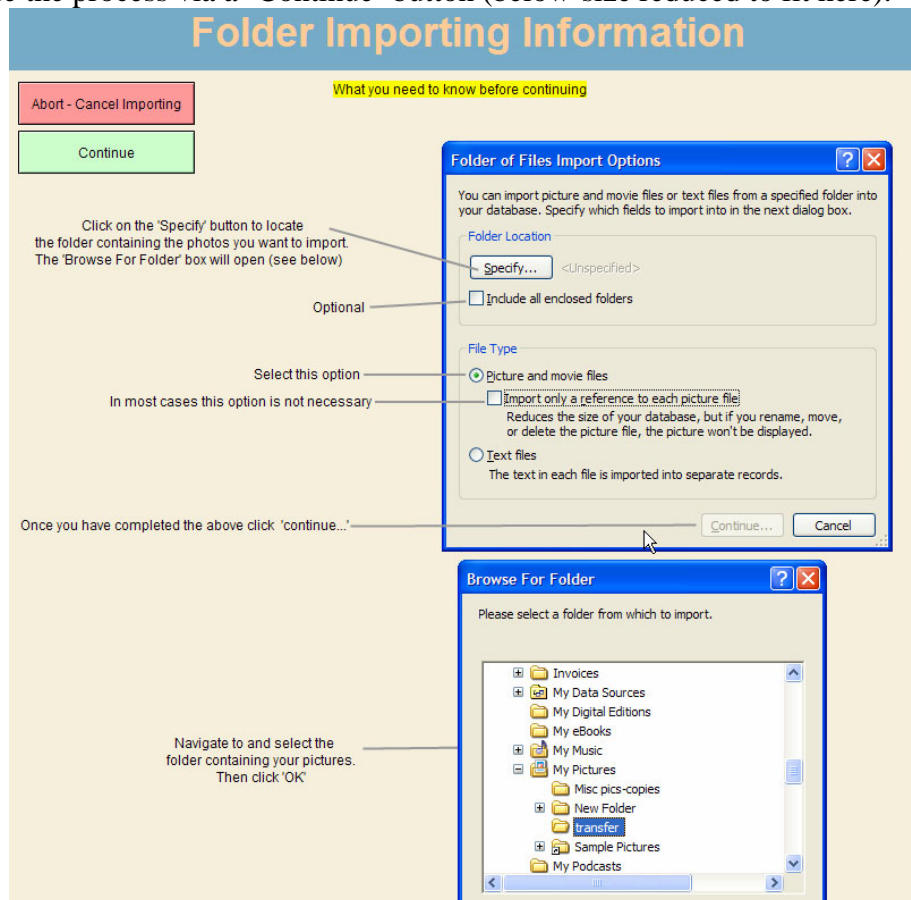 the process via a 'Continue' button (below-size reduced to fit here).
Folder Importing Information
What you need to know before continuing
Abort - Cancel Importing
Continue
Folder of Files Import Options
You can import picture and movie files or text files from a specified folder into
your database. Specify which fields to import into in the next dialog box.
Folder Location
Click on the 'Specify' button to locate
the folder containing the photos you want to import.
The 'Browse For Folder' box will open (see below)
Specify... <Unspecified>
Optional
Include all enclosed folders
File Type
Select this option
Picture and movie files
In most cases this option is not necessary
Import only a reference to each picture file
Reduces the size of your database, but if you rename, move,
or delete the picture file, the picture won't be displayed.
Text files
The text in each file is imported into separate records.
Once you have completed the above click 'continue...'
Continue... Cancel
Browse For Folder
Please select a folder from which to import.
Invoices
My Data Sources
My Digital Editions
My eBooks
My Music
My Pictures
Misc pics-copies
New Folder
transfer
Sample Pictures
My Podcasts
Navigate to and select the
folder containing your pictures.
Then click 'OK'